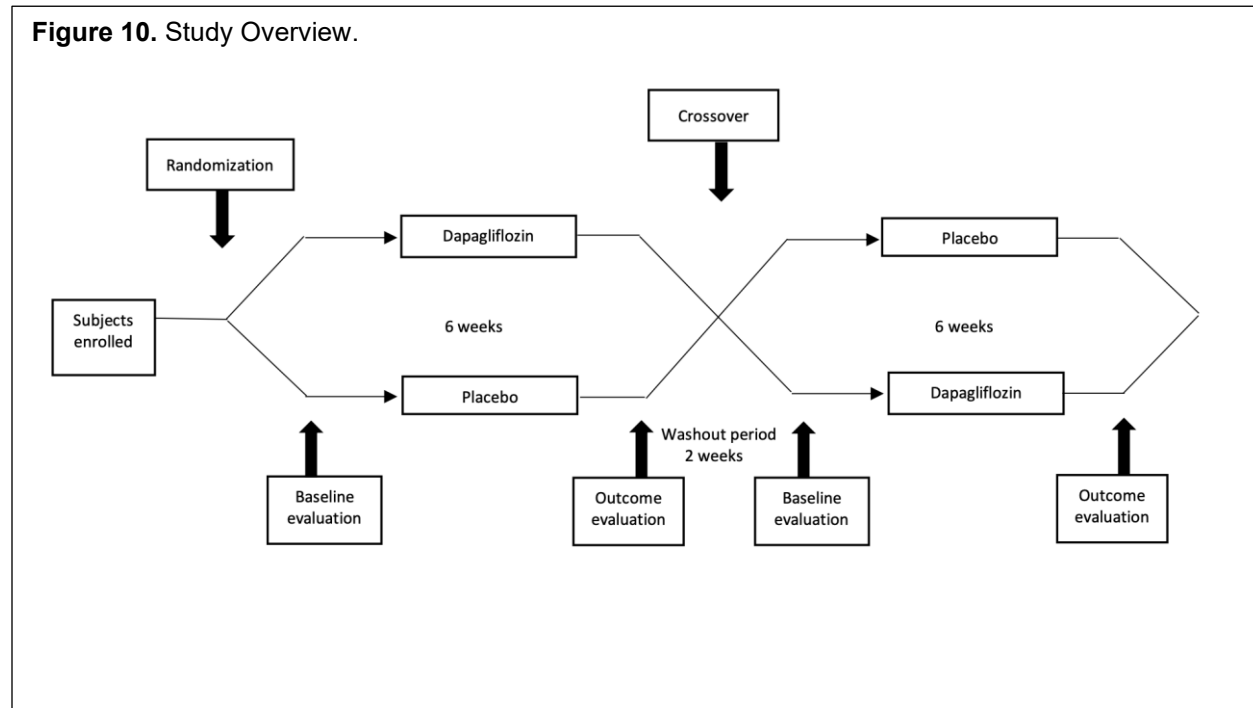 Figure 10. Study Overview.
Crossover
Randomization
Dapagliflozin
Placebo
Subjects
enrolled
6 weeks
6 weeks
Placebo
Dapagliflozin
Washout period
2 weeks
Baseline
evaluation
Outcome
evaluation
Baseline
evaluation
Outcome
evaluation